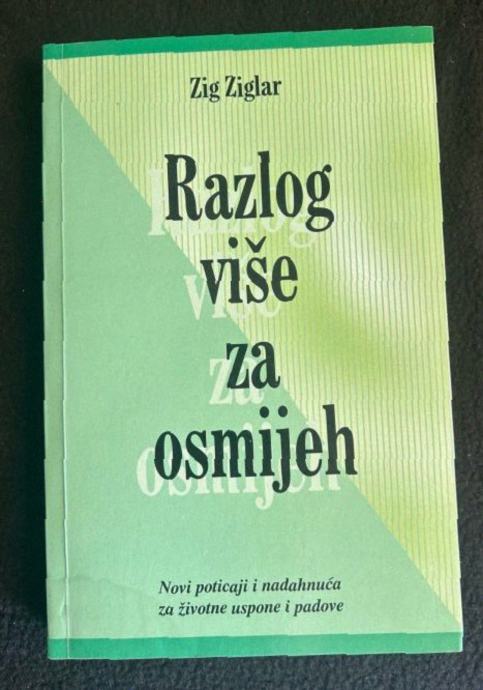 Zig Ziglar
Razlog
više
za
osmijeh
Novi poticaji i nadahnuća
za životne uspone i padove